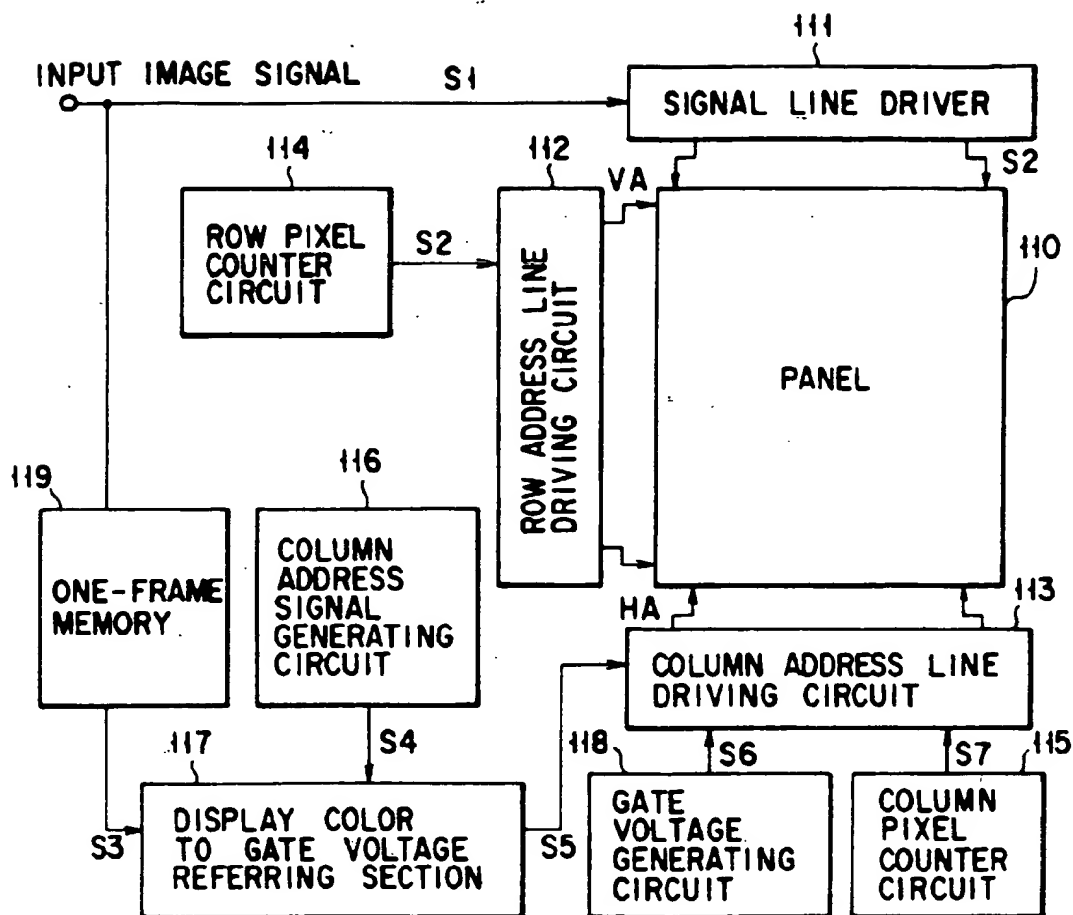 111
INPUT IMAGE SIGNAL
S1
SIGNAL LINE DRIVER
114
112
VA
S2
ROW PIXEL
COUNTER
CIRCUIT
S2
ROW ADDRESS LINE
DRIVING CIRCUIT
110
PANEL
119
116
ONE-FRAME
MEMORY
COLUMN
ADDRESS
SIGNAL
GENERATING
CIRCUIT
HA
113
COLUMN ADDRESS LINE
DRIVING CIRCUIT
117
S4
118
S6
S7
115
S3
DISPLAY COLOR
TO GATE VOLTAGE
REFERRING SECTION
S5
GATE
VOLTAGE
GENERATING
CIRCUIT
COLUMN
PIXEL
COUNTER
CIRCUIT